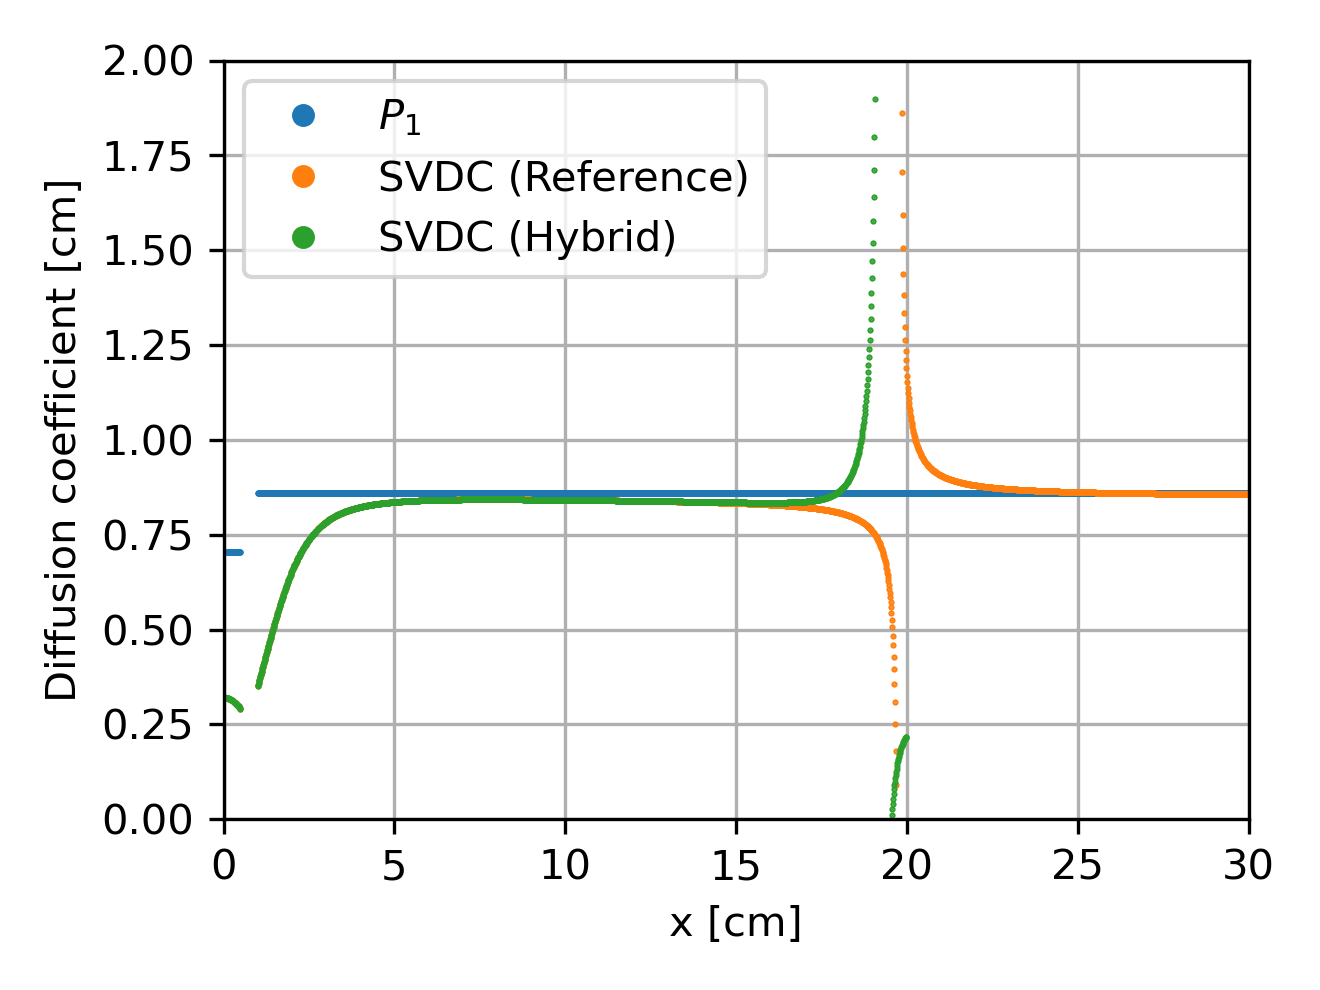 2.00
1.75
1.50
1.25
1.00
0.75
0.50
0.25
0.00
Diffusion coefficient [cm]
P₁
SVDC (Reference)
SVDC (Hybrid)
0 5 10 15 20 25 30
x [cm]